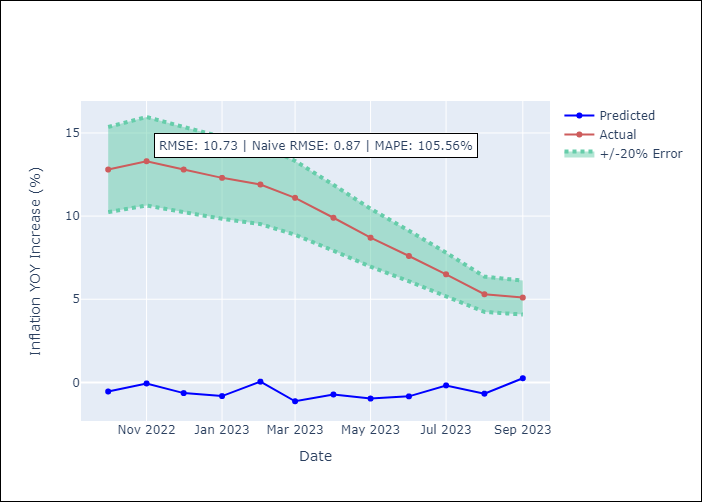 RMSE: 10.73 | Naive RMSE: 0.87 | MAPE: 105.56%
Predicted
Actual
+/-20% Error
Inflation YOY Increase (%)
15
10
5
0
Nov 2022
Jan 2023
Mar 2023
May 2023
Jul 2023
Sep 2023
Date